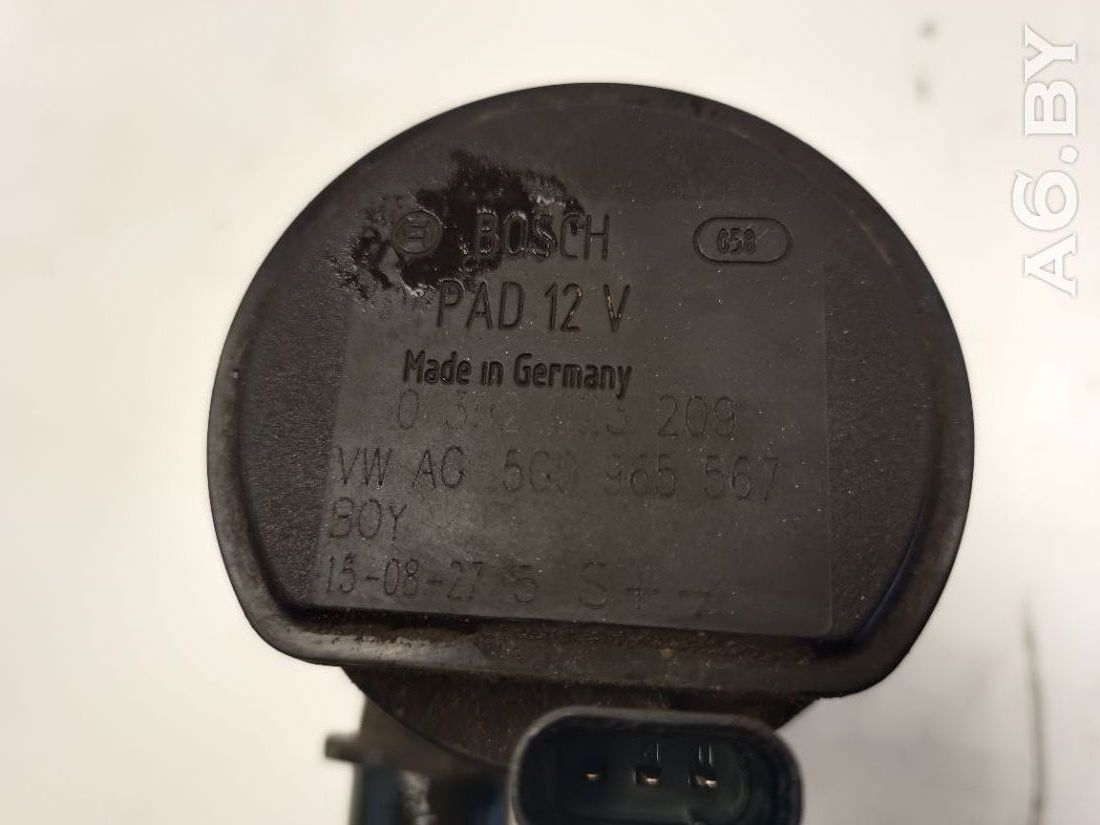 BOSCH 658
PAD 12 V
Made in Germany
209
VW AG 5G0 965 567
BOY
15-08-27 5 S + -
A6.BY